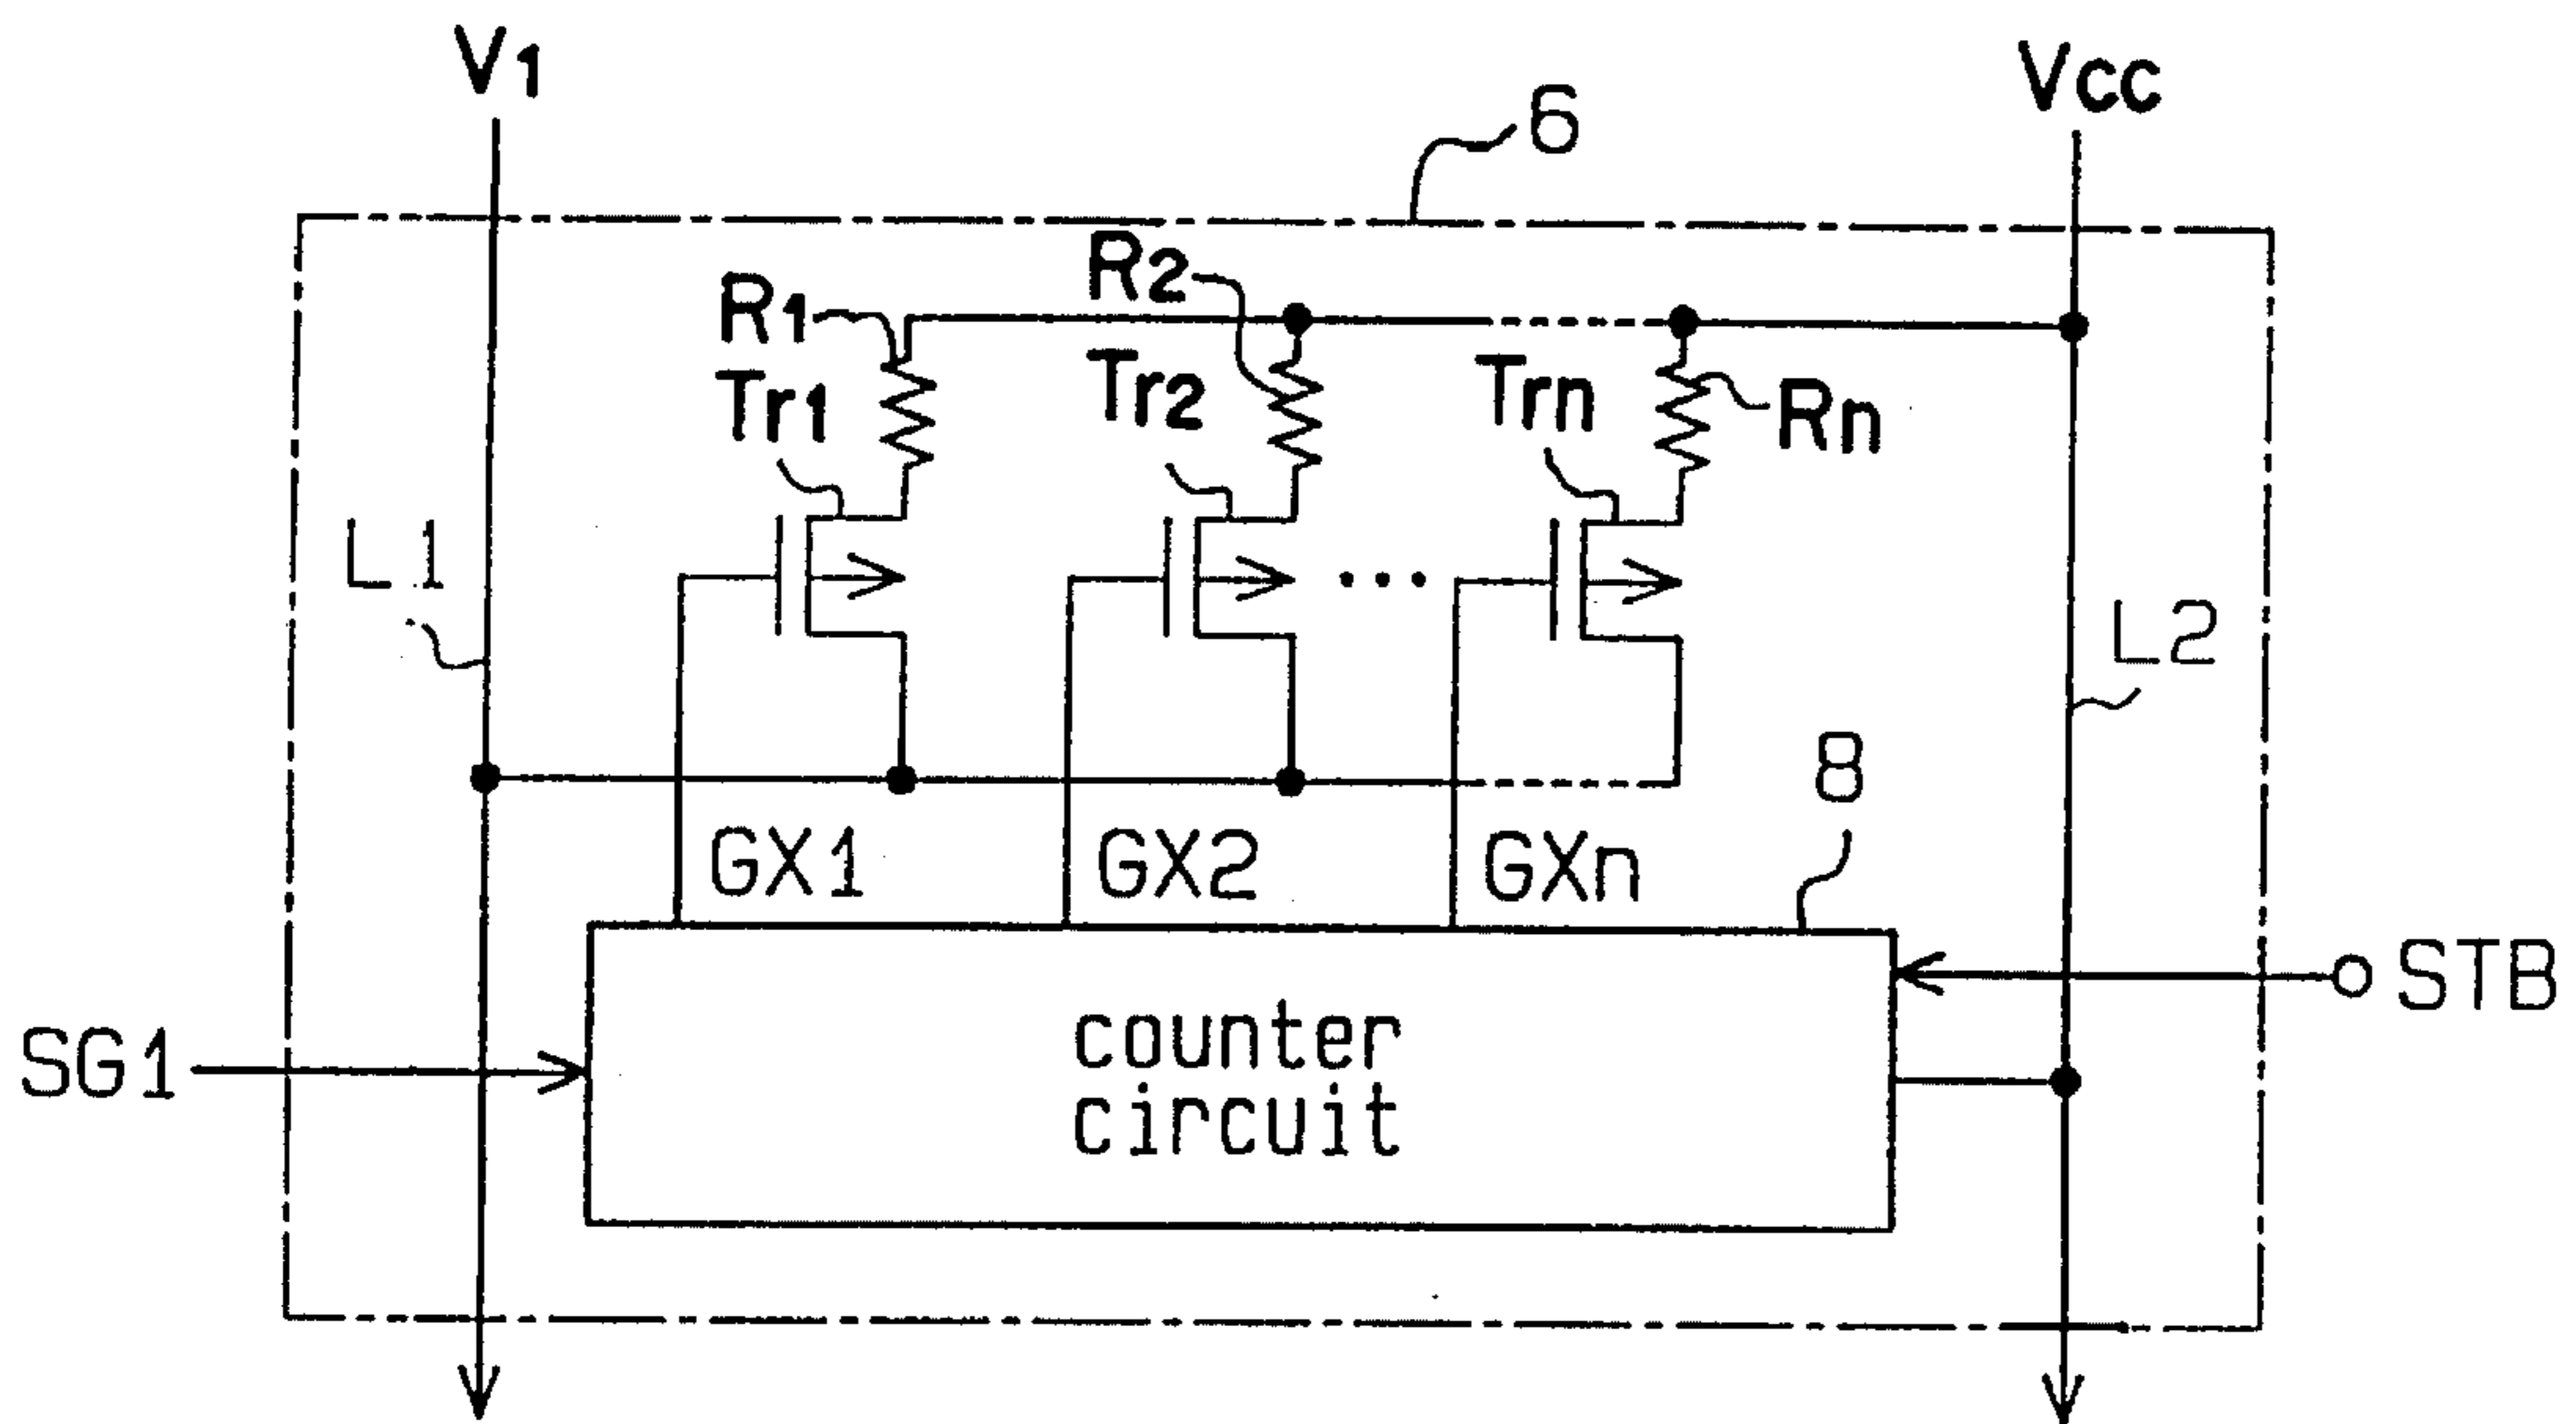 V1
Vcc
6
R1
R2
Tr1
Tr2
Trn
Rn
L1
L2
8
GX1
GX2
GXn
STB
SG1
counter
circuit